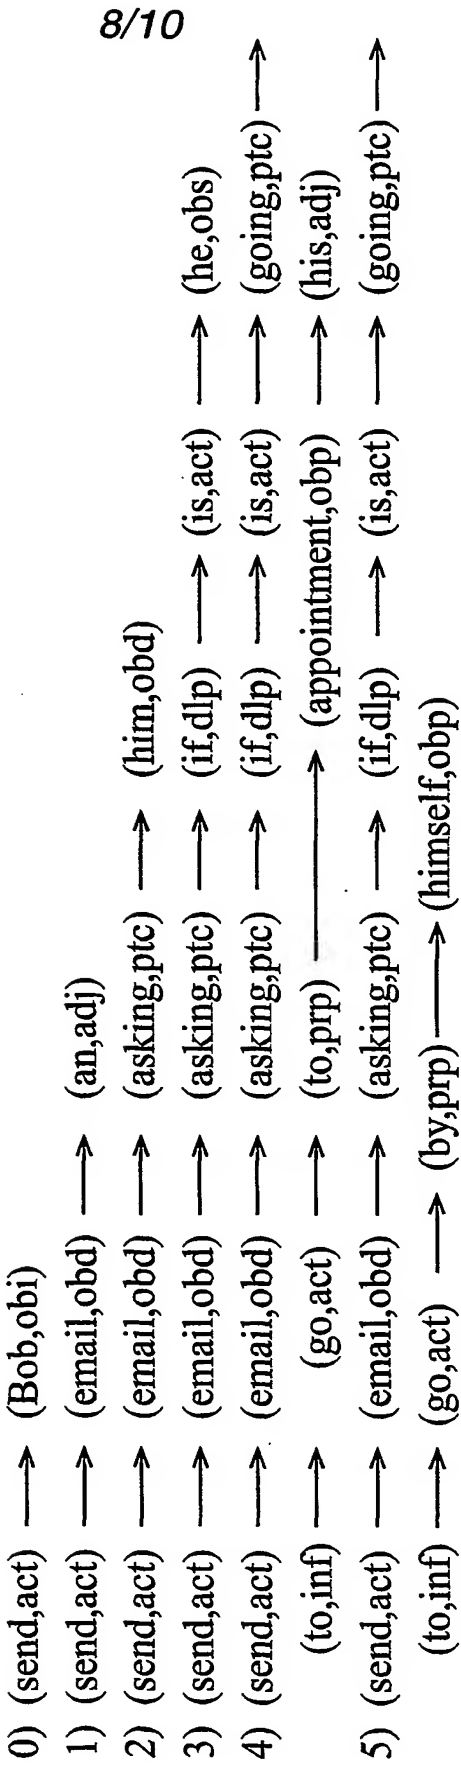 8/10
0) (send,act) → (Bob,obi)
1) (send,act) → (email,obd) → (an,adj)
2) (send,act) → (email,obd) → (asking,ptc) → (him,obd)
3) (send,act) → (email,obd) → (asking,ptc) → (if,dlp) → (is,act) → (he,obs)
4) (send,act) → (email,obd) → (asking,ptc) → (if,dlp) → (is,act) → (going,ptc) →
(to,inf) → (go,act) → (to,prp) → (appointment,obp) → (his,adj)
5) (send,act) → (email,obd) → (asking,ptc) → (if,dlp) → (is,act) → (going,ptc) →
(to,inf) → (go,act) → (by,prp) → (himself,obp)